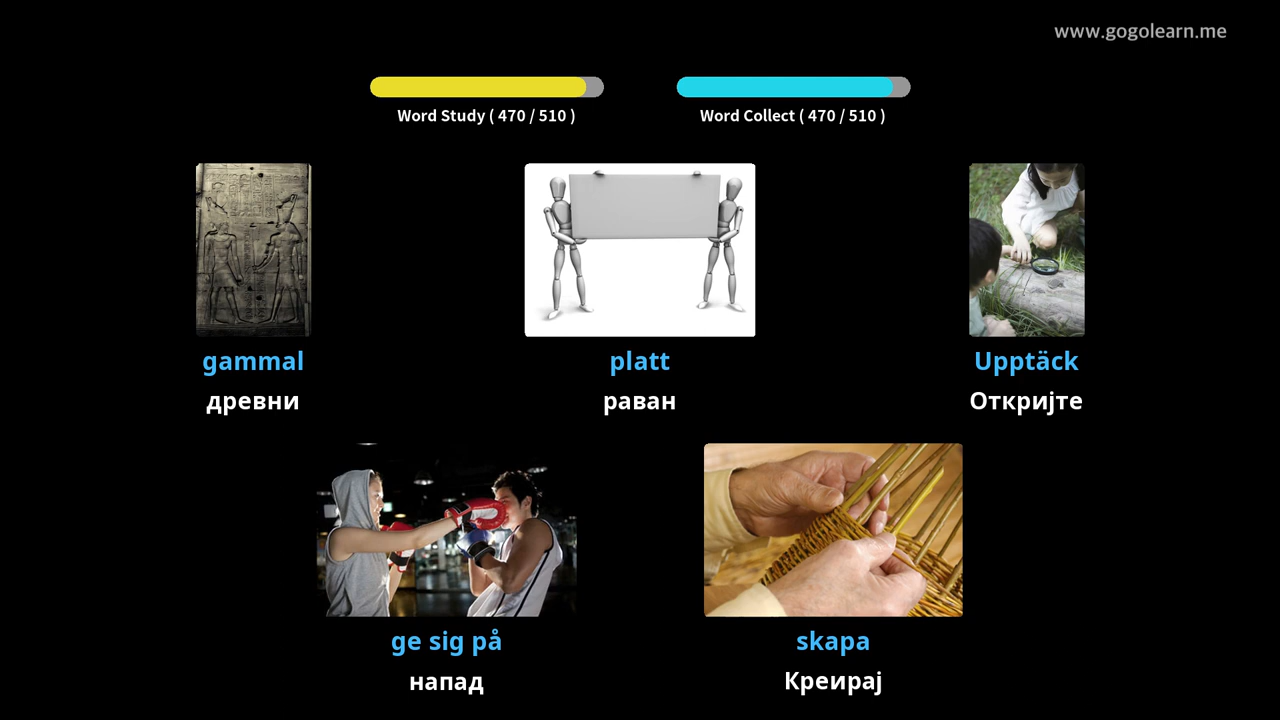 www.gogolearn.me
Word Study ( 470 / 510 )
Word Collect ( 470 / 510 )
gammal
древни
platt
раван
Upptäck
Откријте
ge sig på
напад
skapa
Креирај